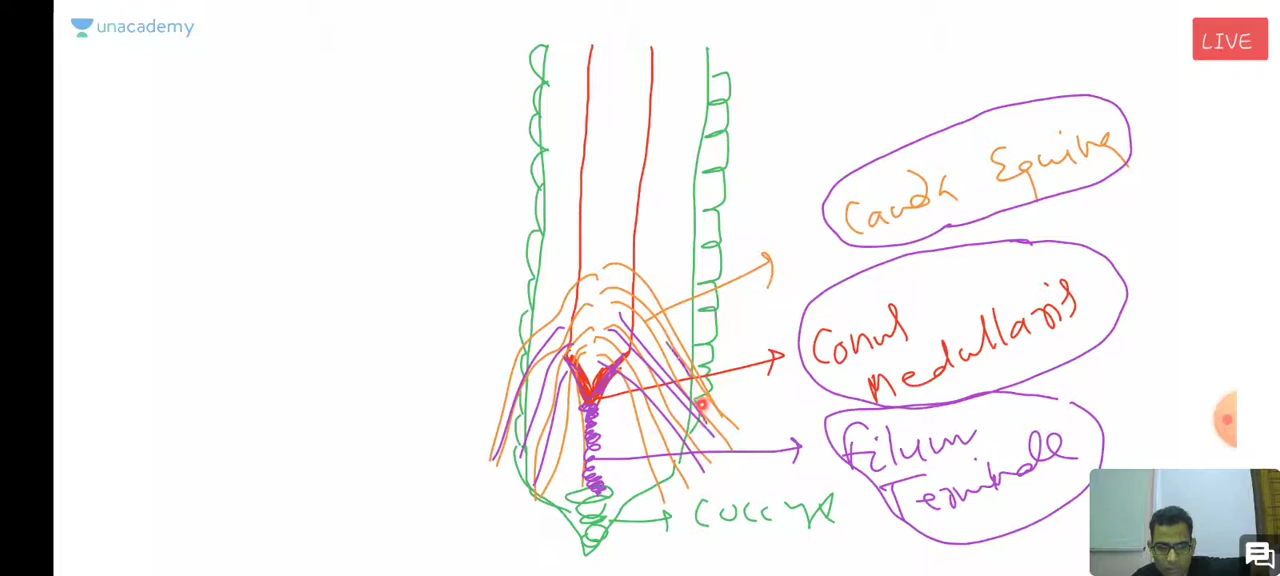 unacademy
LIVE
Cauda Equina
Conus
Medullaris
Filum
Terminale
Coccyx